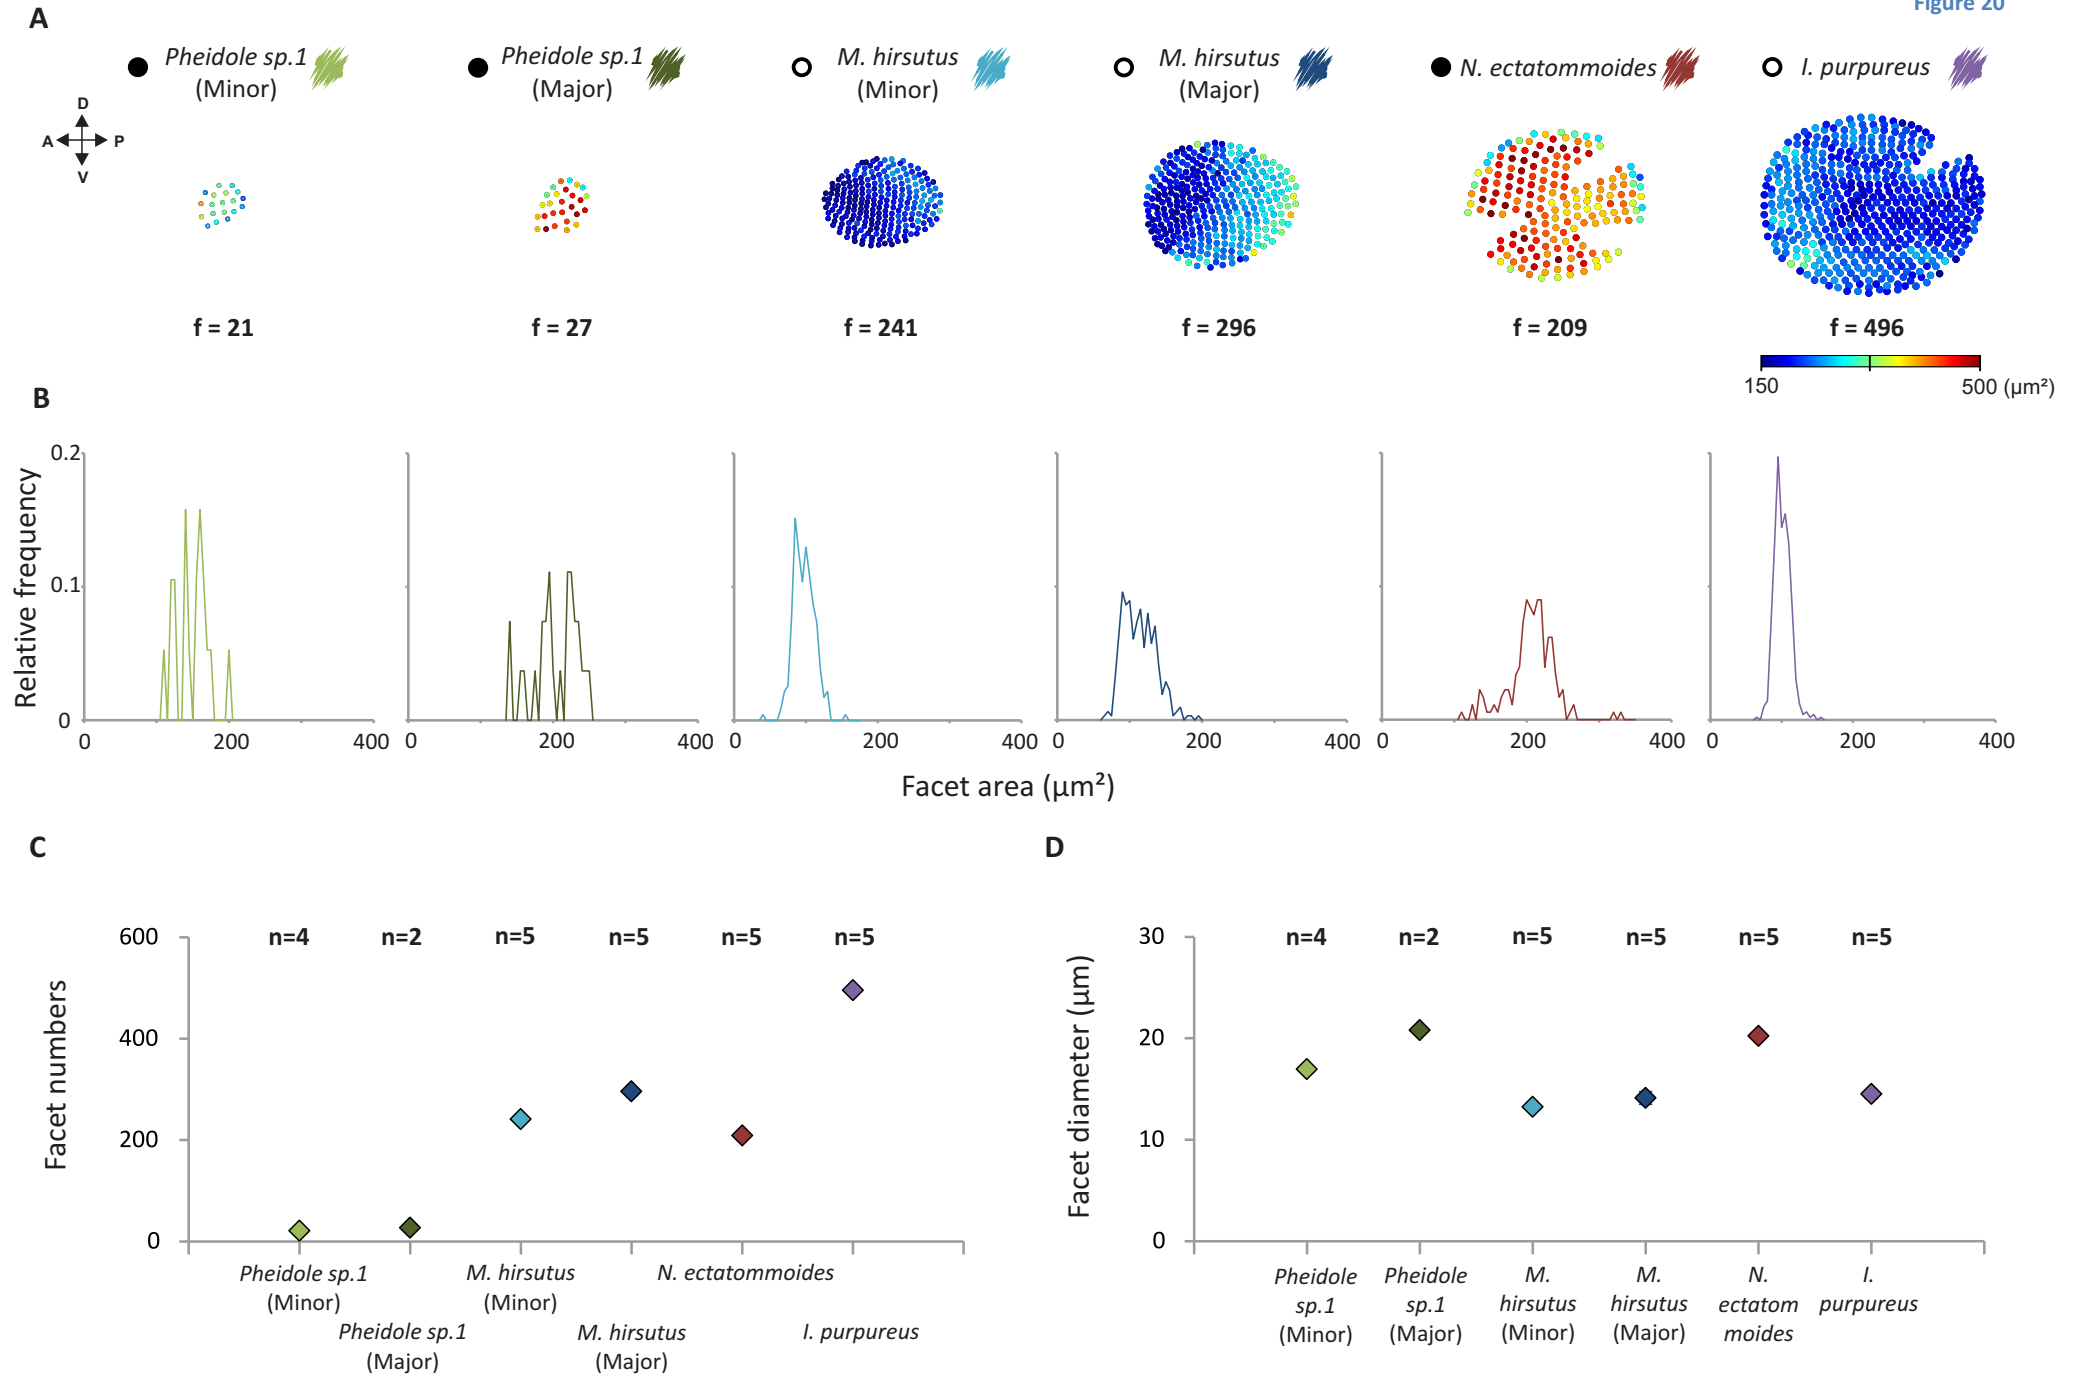 Figure 20
A
Pheidole sp.1
(Minor)
Pheidole sp.1
(Major)
M. hirsutus
(Minor)
M. hirsutus
(Major)
N. ectatommoides
I. purpureus
D
A P
V
f = 21
f = 27
f = 241
f = 296
f = 209
f = 496
150 500 (µm²)
B
Relative frequency
0.2
0.1
0
0 200 400
0 200 400
0 200 400
0 200 400
0 200 400
0 200 400
Facet area (µm²)
C
Facet numbers
600
400
200
0
n=4 n=2 n=5 n=5 n=5 n=5
Pheidole sp.1
(Minor)
Pheidole sp.1
(Major)
M. hirsutus
(Minor)
M. hirsutus
(Major)
N. ectatommoides
I. purpureus
D
Facet diameter (µm)
30
20
10
0
n=4 n=2 n=5 n=5 n=5 n=5
Pheidole
sp.1
(Minor)
Pheidole
sp.1
(Major)
M.
hirsutus
(Minor)
M.
hirsutus
(Major)
N.
ectatom
moides
I.
purpureus